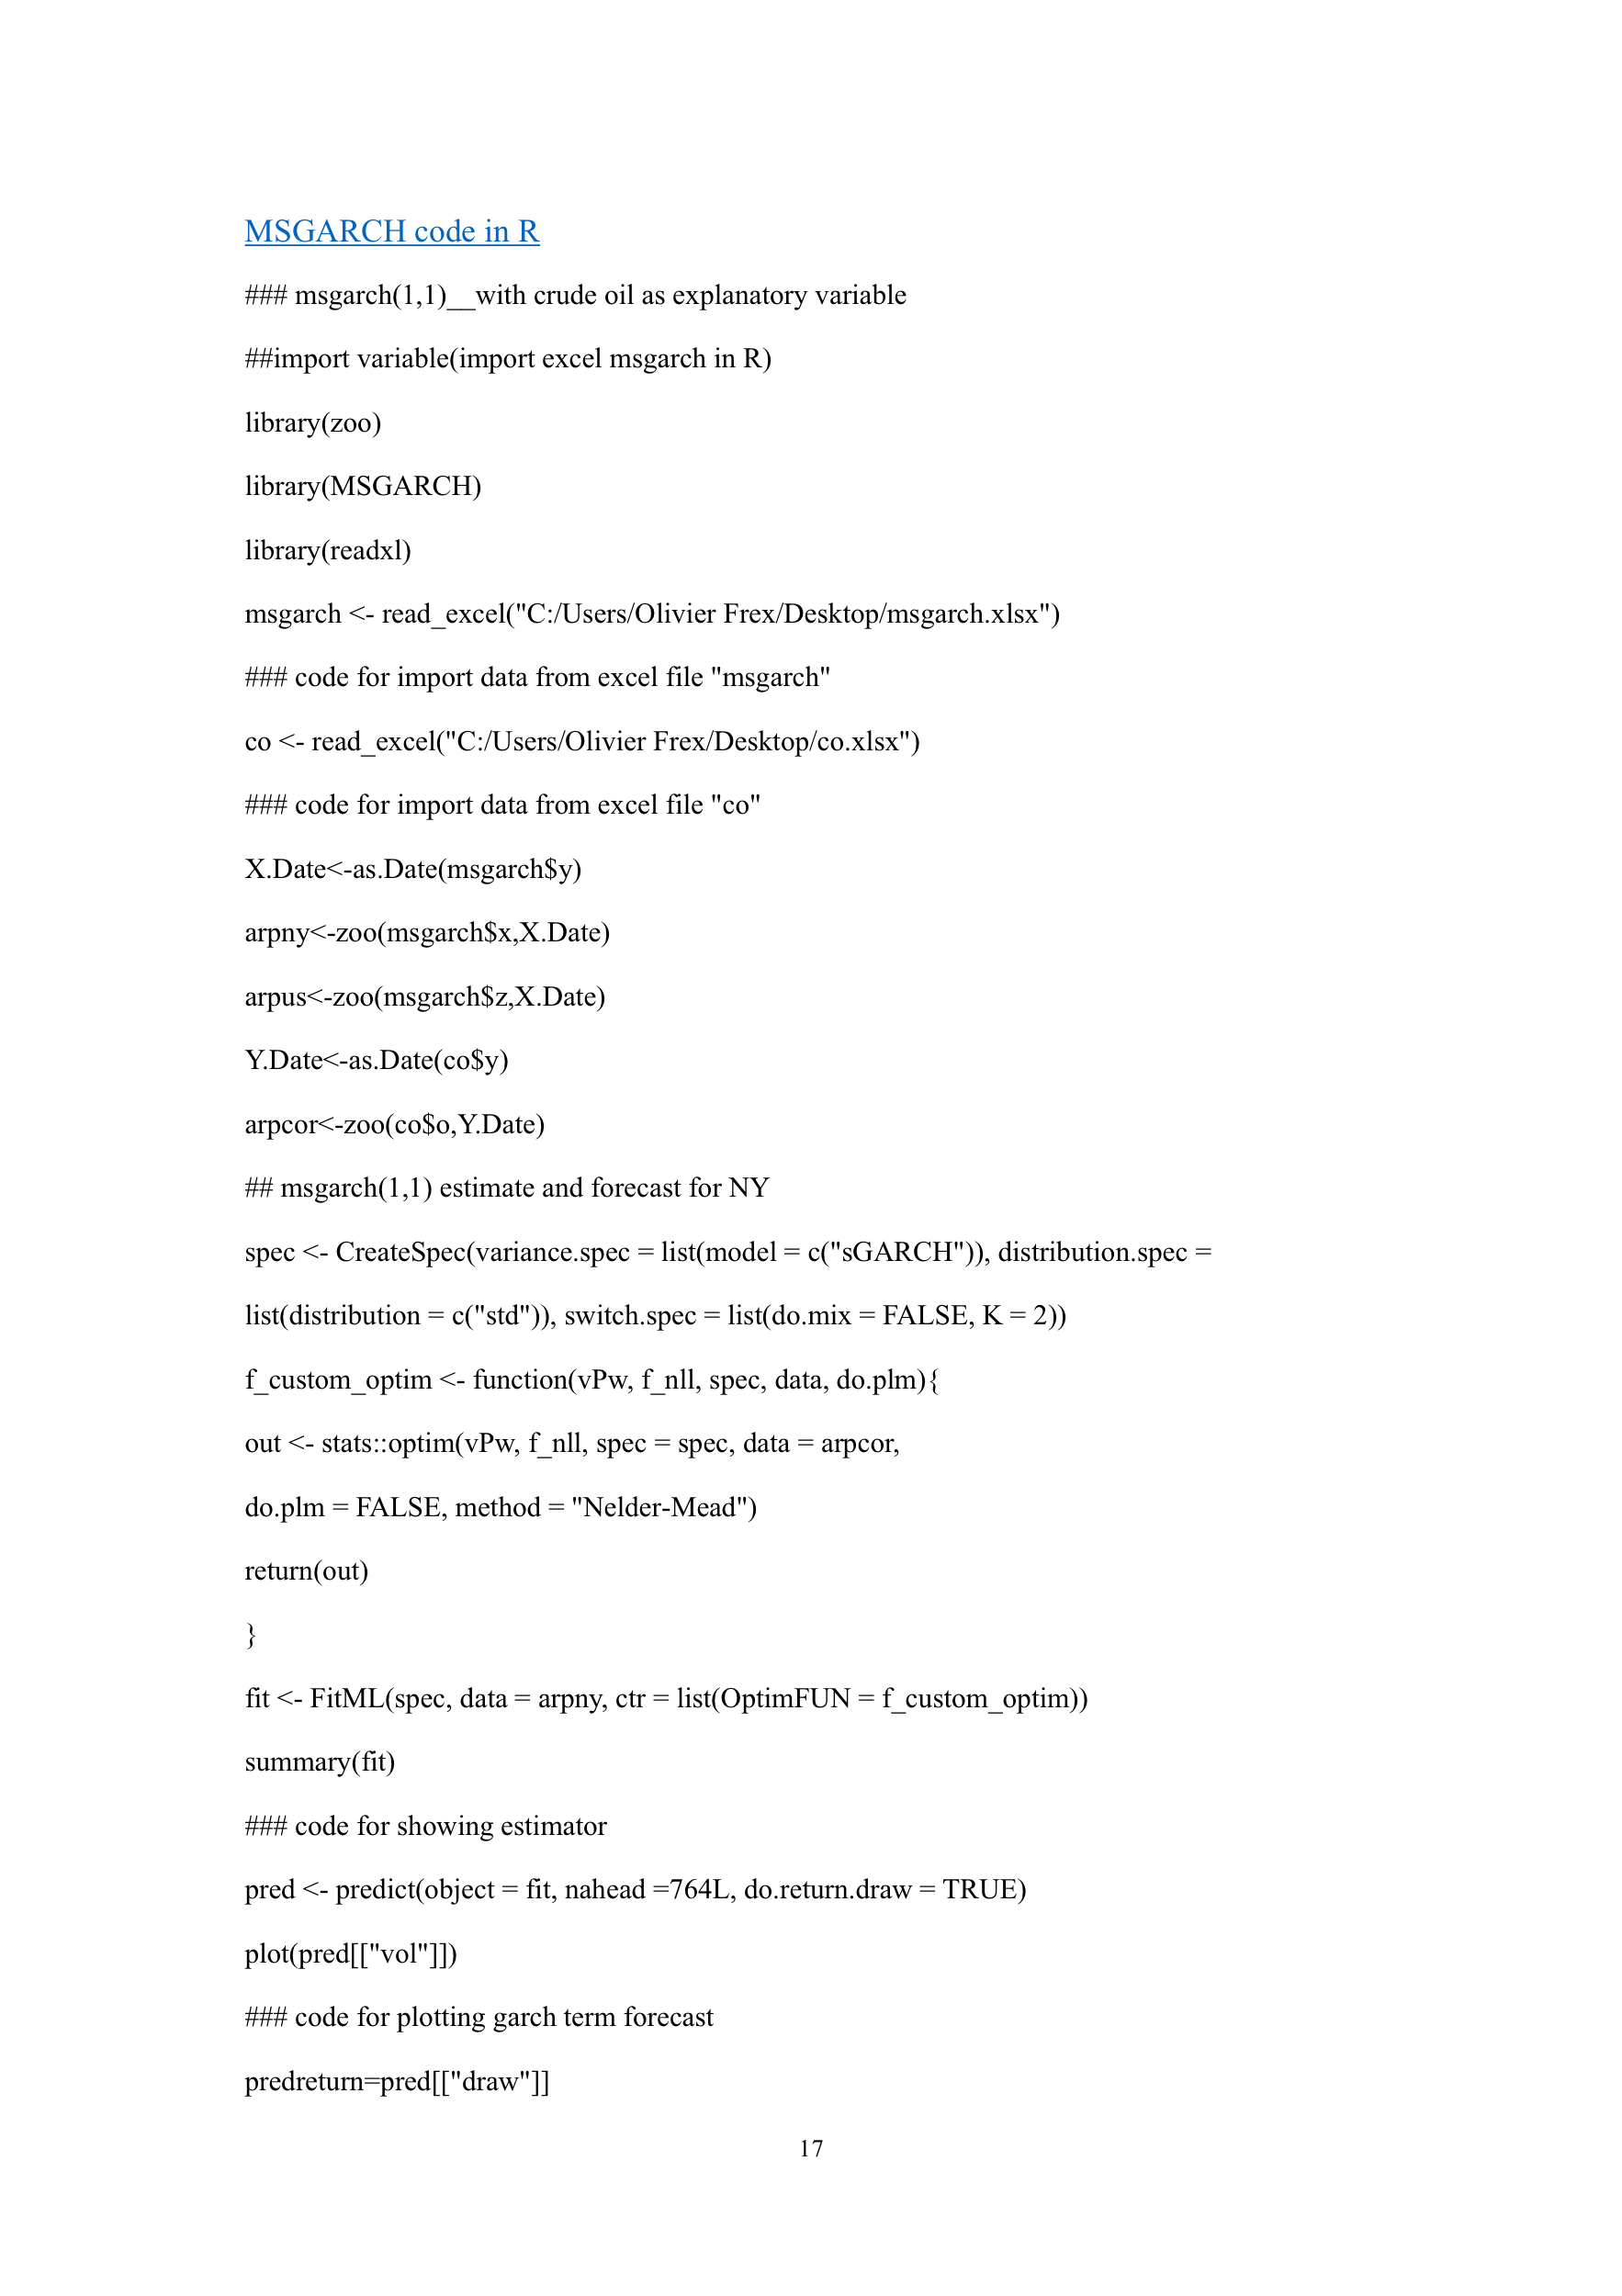 MSGARCH code in R
### msgarch(1,1)__with crude oil as explanatory variable
##import variable(import excel msgarch in R)
library(zoo)
library(MSGARCH)
library(readxl)
msgarch <- read_excel("C:/Users/Olivier Frex/Desktop/msgarch.xlsx")
### code for import data from excel file "msgarch"
co <- read_excel("C:/Users/Olivier Frex/Desktop/co.xlsx")
### code for import data from excel file "co"
X.Date<-as.Date(msgarch$y)
arpny<-zoo(msgarch$x,X.Date)
arpus<-zoo(msgarch$z,X.Date)
Y.Date<-as.Date(co$y)
arpcor<-zoo(co$o,Y.Date)
## msgarch(1,1) estimate and forecast for NY
spec <- CreateSpec(variance.spec = list(model = c("sGARCH")), distribution.spec =
list(distribution = c("std")), switch.spec = list(do.mix = FALSE, K = 2))
f_custom_optim <- function(vPw, f_nll, spec, data, do.plm){
out <- stats::optim(vPw, f_nll, spec = spec, data = arpcor,
do.plm = FALSE, method = "Nelder-Mead")
return(out)
}
fit <- FitML(spec, data = arpny, ctr = list(OptimFUN = f_custom_optim))
summary(fit)
### code for showing estimator
pred <- predict(object = fit, nahead =764L, do.return.draw = TRUE)
plot(pred[["vol"]])
### code for plotting garch term forecast
predreturn=pred[["draw"]]
17